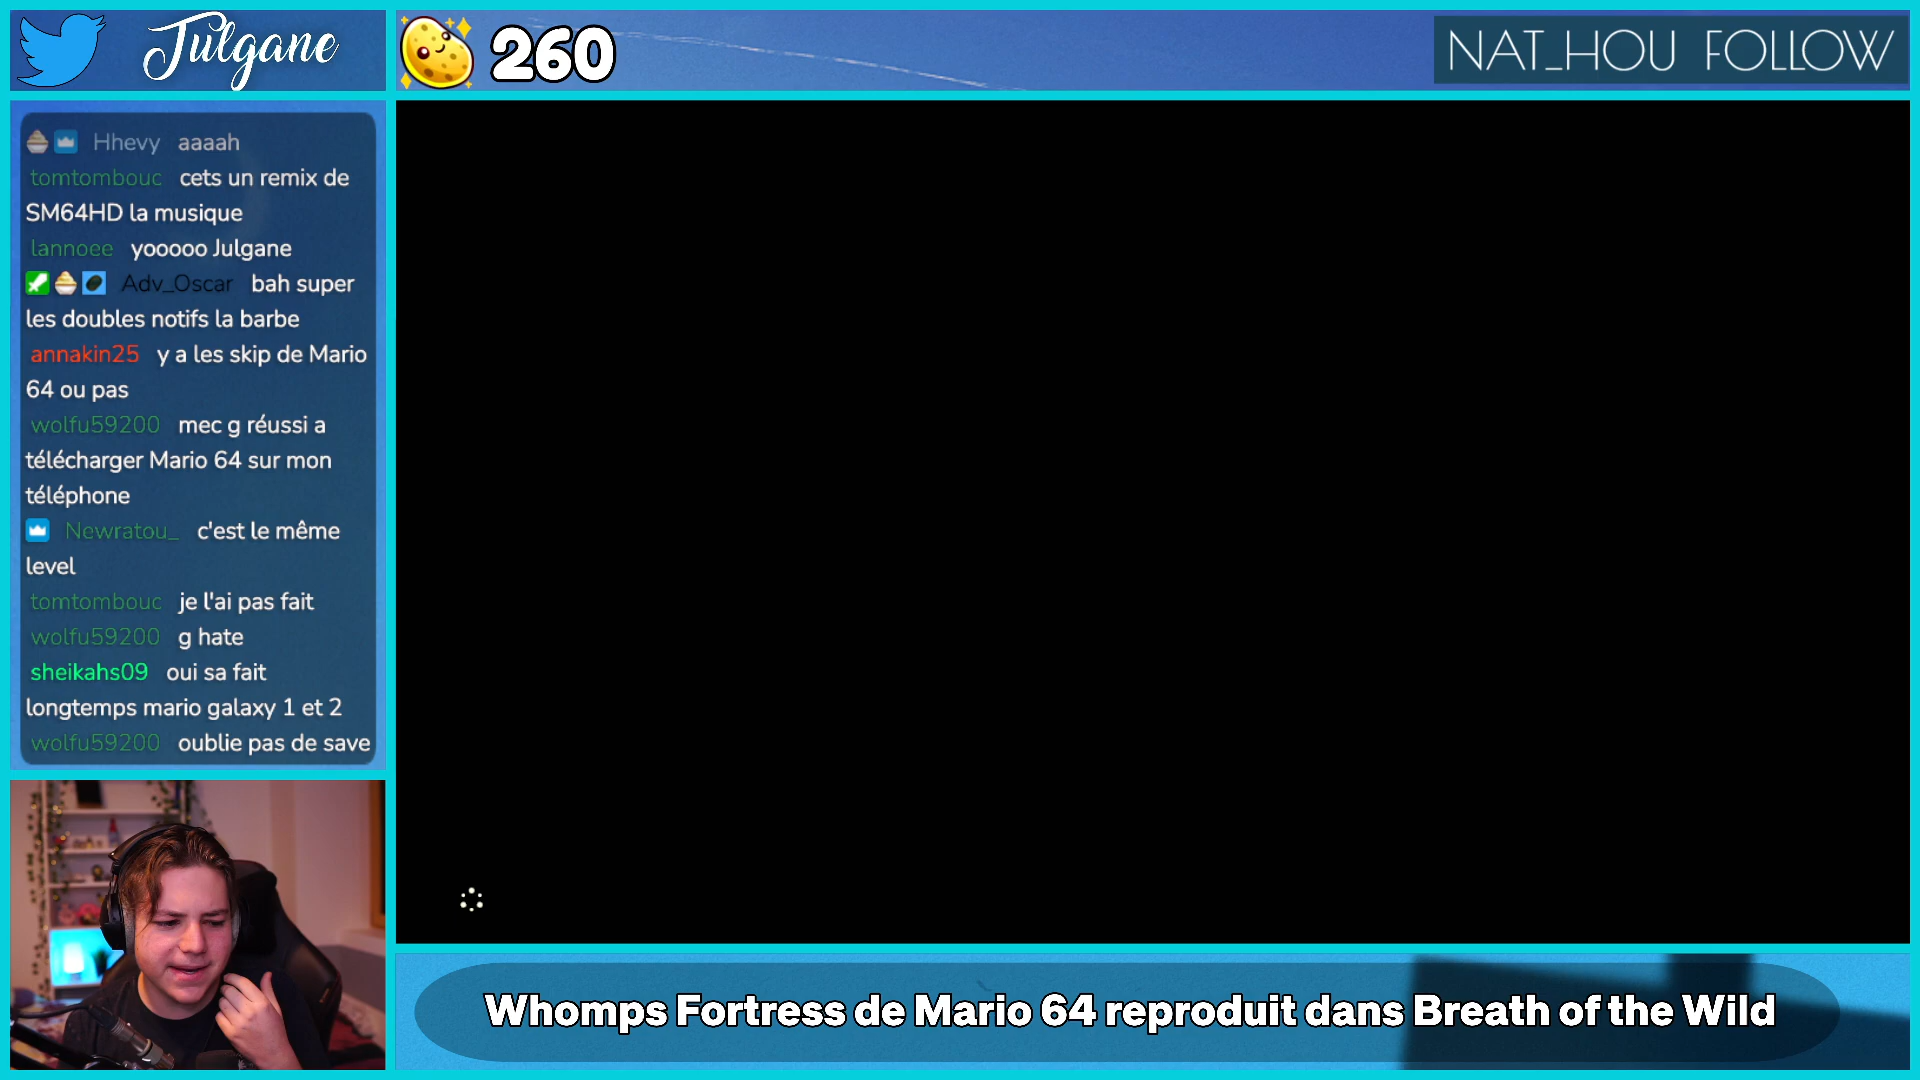 Julgane
260
NAT_HOU FOLLOW
Hhevy aaaah
tomtombouc cets un remix de
SM64HD la musique
lannoee yooooo Julgane
Adv_Oscar bah super
les doubles notifs la barbe
annakin25 y a les skip de Mario
64 ou pas
wolfu59200 mec g réussi a
télécharger Mario 64 sur mon
téléphone
Newratou_ c'est le même
level
tomtombouc je l'ai pas fait
wolfu59200 g hate
sheikahs09 oui sa fait
longtemps mario galaxy 1 et 2
wolfu59200 oublie pas de save
Whomps Fortress de Mario 64 reproduit dans Breath of the Wild